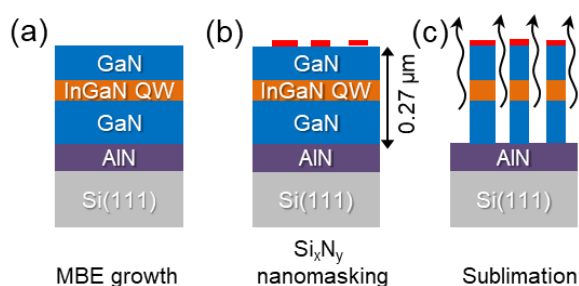 (a)
GaN
InGaN QW
GaN
AlN
Si(111)
MBE growth
(b)
GaN
InGaN QW
GaN
AlN
Si(111)
0.27 µm
SixNy
nanomasking
(c)
AlN
Si(111)
Sublimation